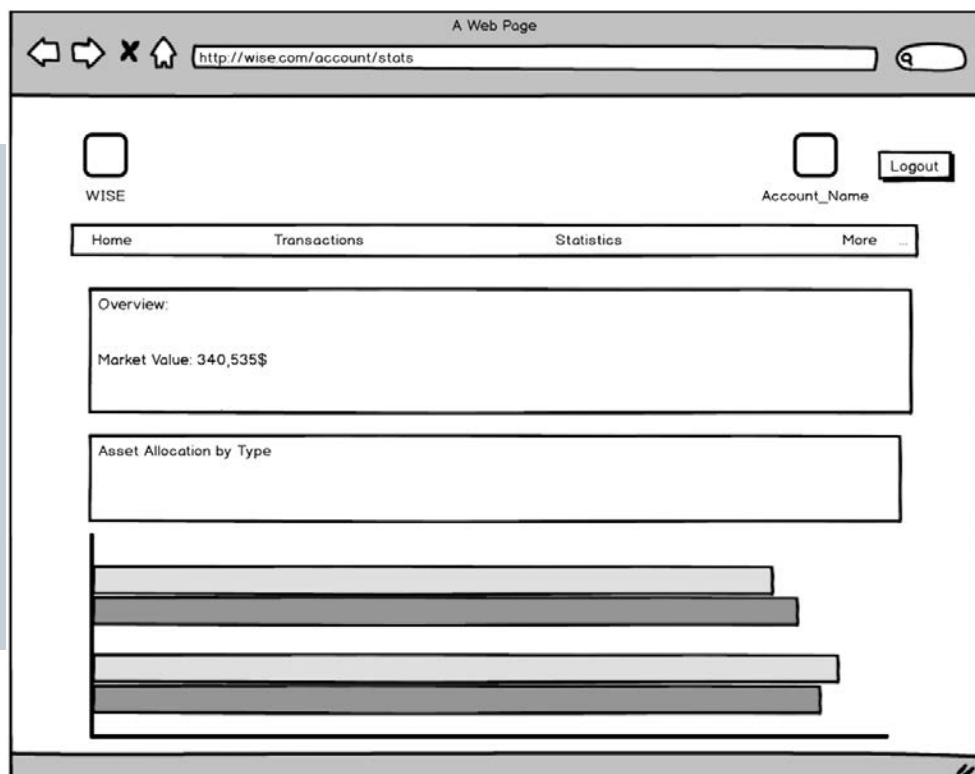 A Web Page
http://wise.com/account/stats
WISE
Account_Name
Logout
Home Transactions Statistics More ...
Overview:
Market Value: 340,535$
Asset Allocation by Type